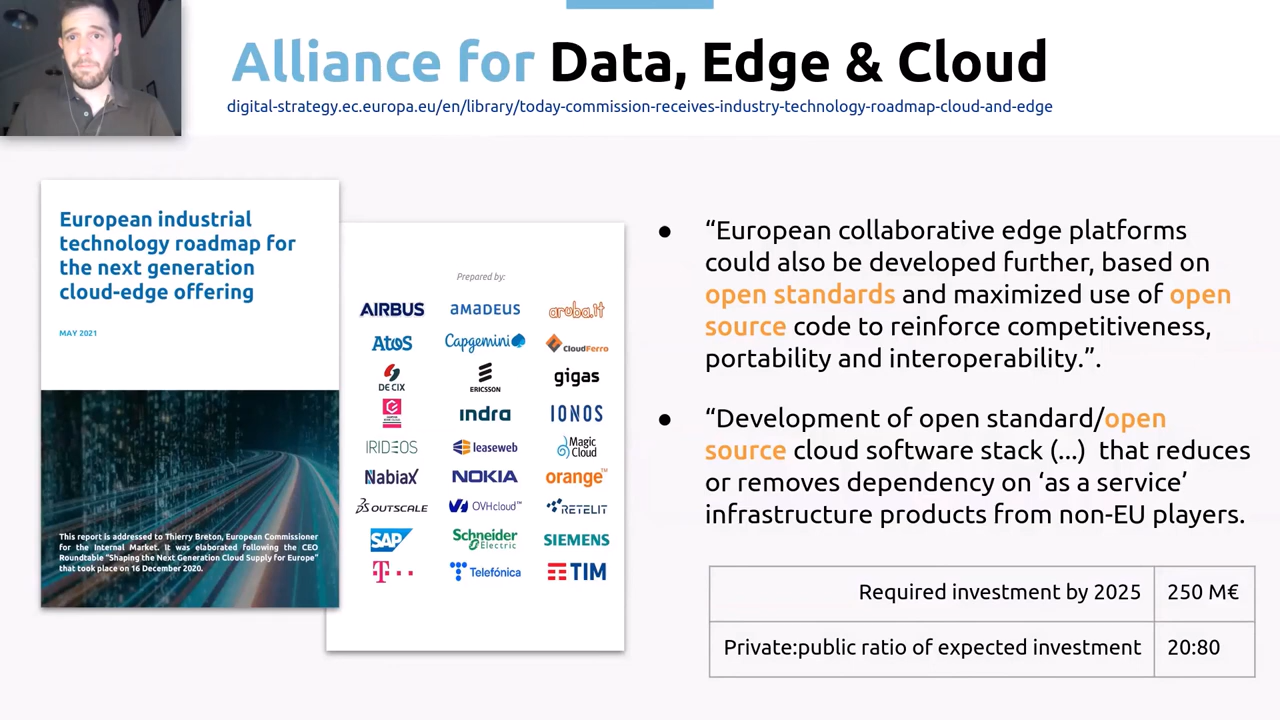 Alliance for Data, Edge & Cloud
digital-strategy.ec.europa.eu/en/library/today-commission-receives-industry-technology-roadmap-cloud-and-edge
European industrial
technology roadmap for
the next generation
cloud-edge offering
MAY 2021
This report is addressed to Thierry Breton, European Commissioner
for the Internal Market. It was elaborated following the CEO
Roundtable "Shaping the Next Generation Cloud Supply for Europe"
that took place on 16 December 2020.
Prepared by:
AIRBUS amaDEUS aruba.it
Atos Capgemini CloudFerro
DE CIX ERICSSON gigas
indra IONOS
IRIDEOS leaseweb Magic Cloud
NabiaX NOKIA orange™
3DS OUTSCALE OVHcloud™ RETELIT
SAP Schneider Electric SIEMENS
T Telefónica TIM
● “European collaborative edge platforms
could also be developed further, based on
open standards and maximized use of open
source code to reinforce competitiveness,
portability and interoperability.”.
● “Development of open standard/open
source cloud software stack (...) that reduces
or removes dependency on ‘as a service’
infrastructure products from non-EU players.
Required investment by 2025 250 M€
Private:public ratio of expected investment 20:80